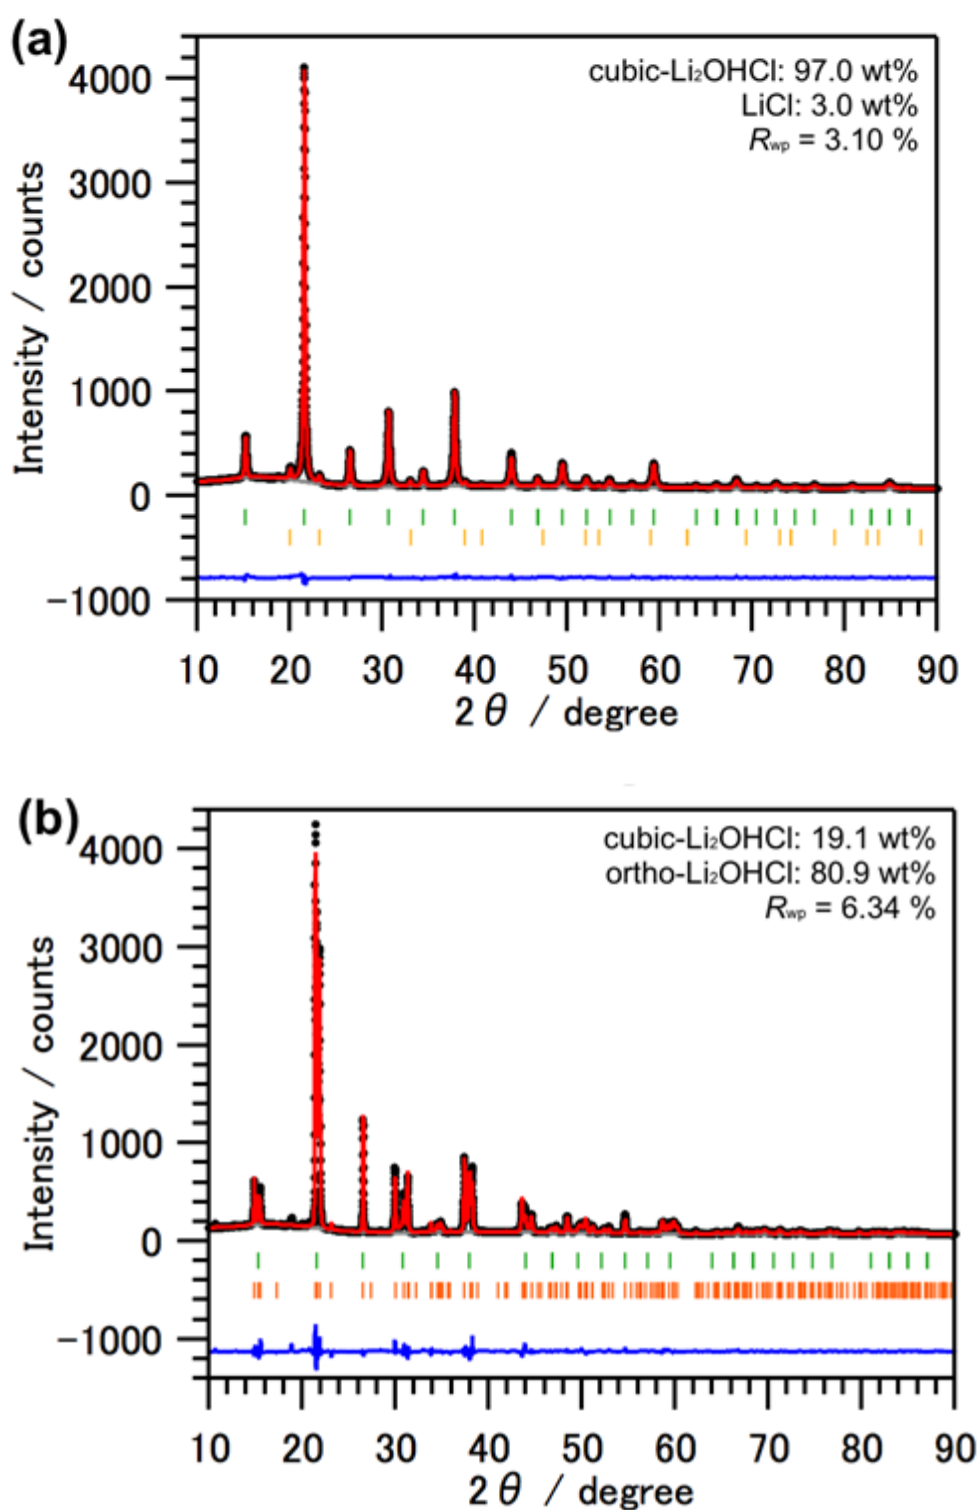 (a)
cubic-Li₂OHCl: 97.0 wt%
LiCl: 3.0 wt%
Rwp = 3.10 %
4000
3000
2000
1000
0
−1000
Intensity / counts
10 20 30 40 50 60 70 80 90
2θ / degree
(b)
cubic-Li₂OHCl: 19.1 wt%
ortho-Li₂OHCl: 80.9 wt%
Rwp = 6.34 %
4000
3000
2000
1000
0
−1000
Intensity / counts
10 20 30 40 50 60 70 80 90
2θ / degree